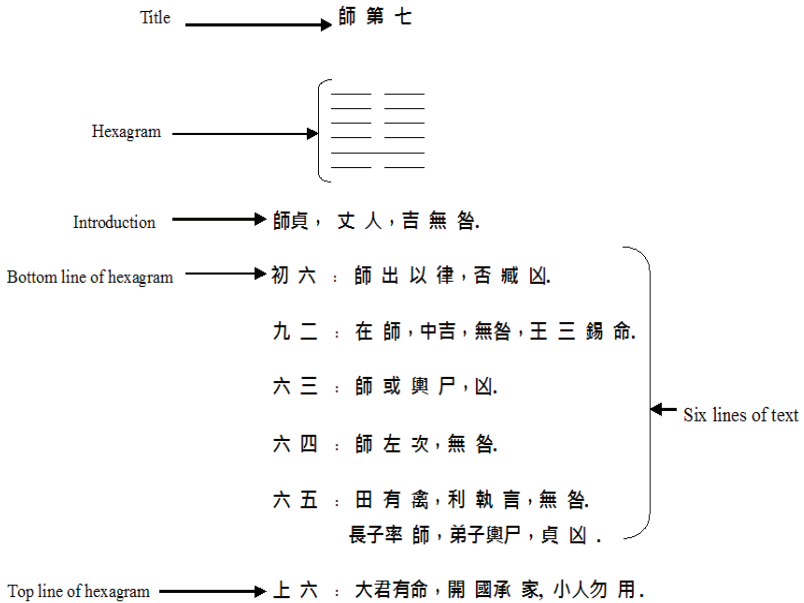 Title 師第七
Hexagram
Introduction 師貞，丈人，吉無咎.
Bottom line of hexagram 初六：師出以律，否臧凶.
九二：在師，中吉，無咎，王三錫命.
六三：師或輿尸，凶.
Six lines of text
六四：師左次，無咎.
六五：田有禽，利執言，無咎.
長子率師，弟子輿尸，貞凶.
Top line of hexagram 上六：大君有命，開國承家, 小人勿用.